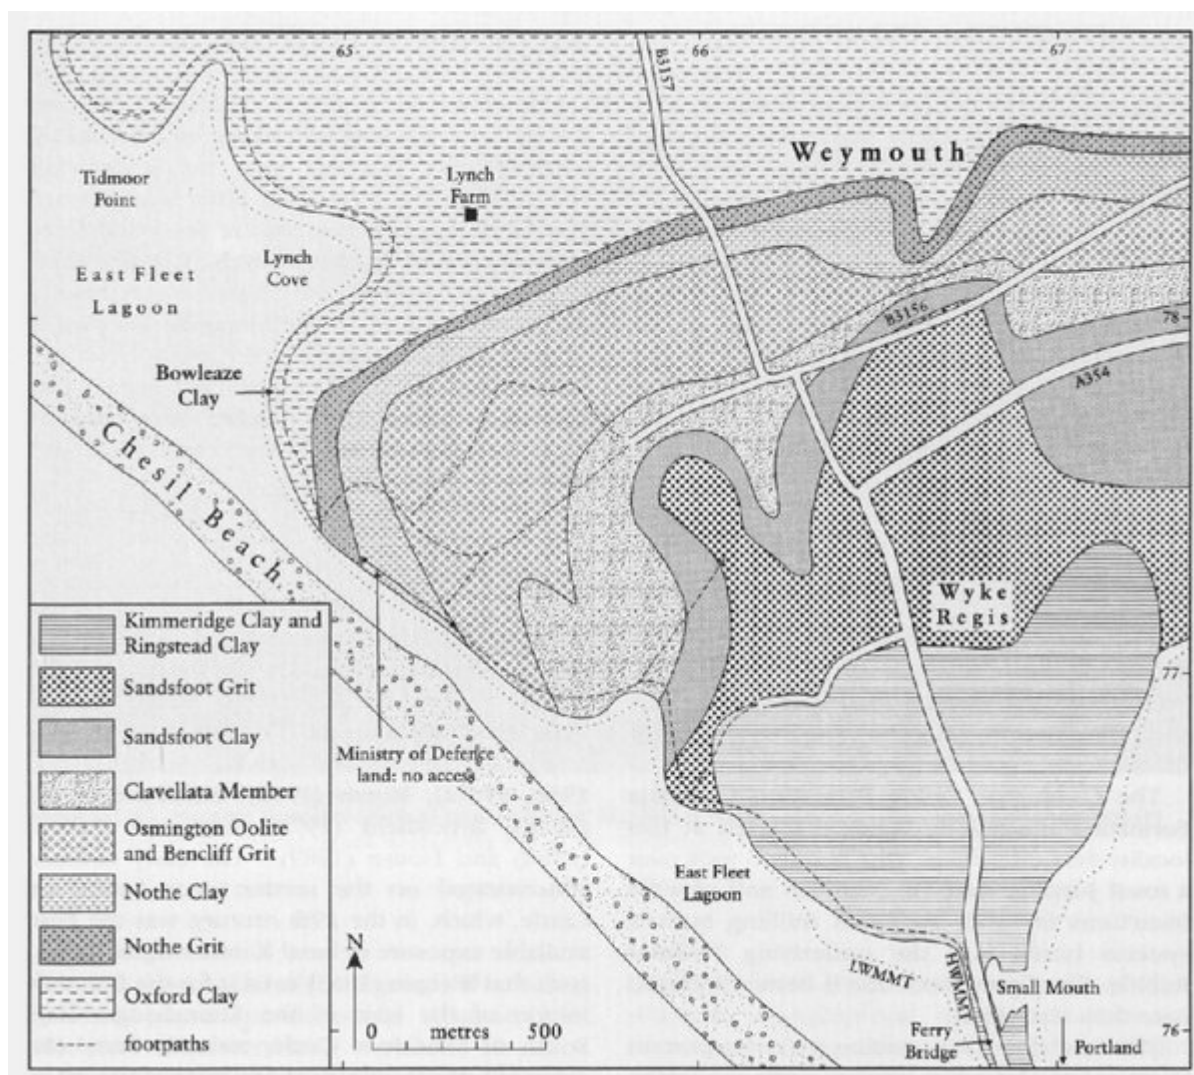 65
66
67
B3157
Weymouth
Tidmoor
Point
Lynch
Farm
Lynch
Cove
East Fleet
Lagoon
B3156
78
Bowleaze
Clay
A354
Chesil Beach
Wyke
Regis
Kimmeridge Clay and
Ringstead Clay
77
Sandsfoot Grit
Sandsfoot Clay
Ministry of Defence
land: no access
Clavellata Member
Osmington Oolite
and Bencliff Grit
East Fleet
Lagoon
Nothe Clay
Nothe Grit
N
LWMMT
HWMMT
Small Mouth
Oxford Clay
0 metres 500
Ferry
Bridge
Portland
76
footpaths